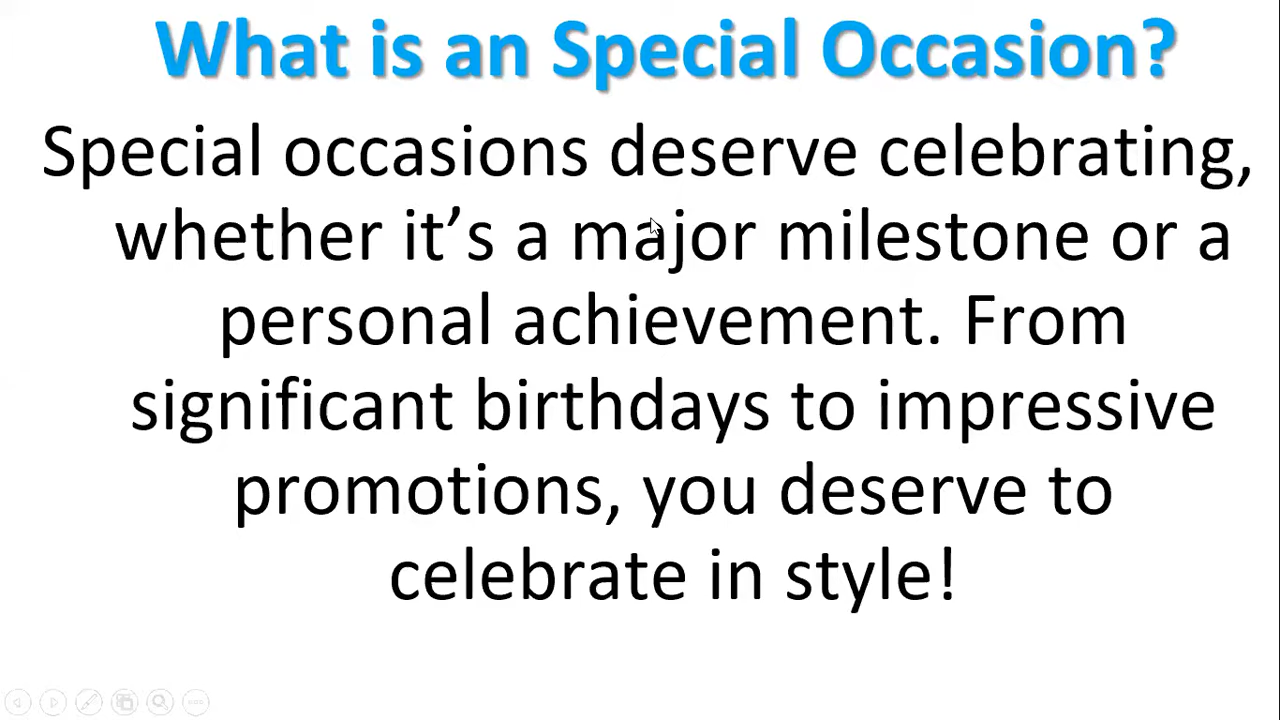 What is an Special Occasion?
Special occasions deserve celebrating,
whether it’s a major milestone or a
personal achievement. From
significant birthdays to impressive
promotions, you deserve to
celebrate in style!